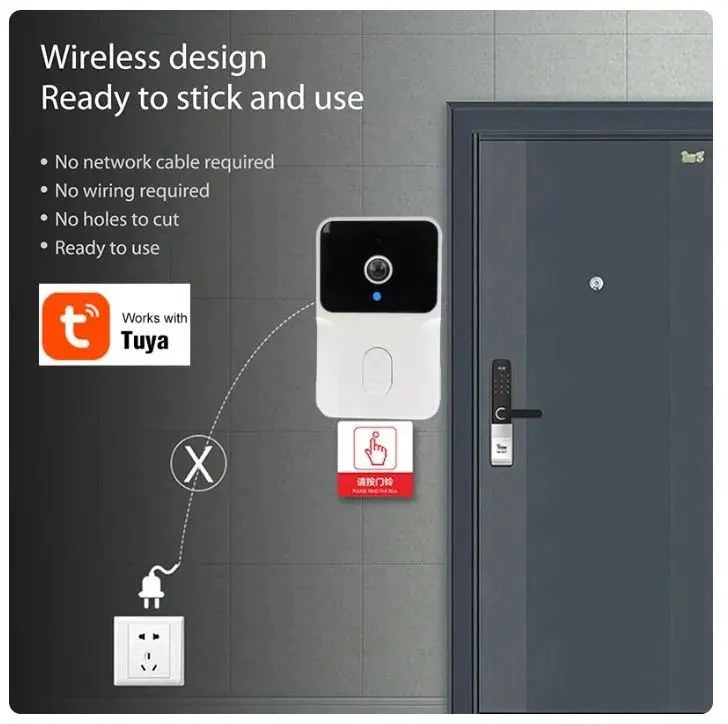 Wireless design
Ready to stick and use
• No network cable required
• No wiring required
• No holes to cut
• Ready to use
Works with
Tuya
X
请按门铃
PLEASE RING THE BELL